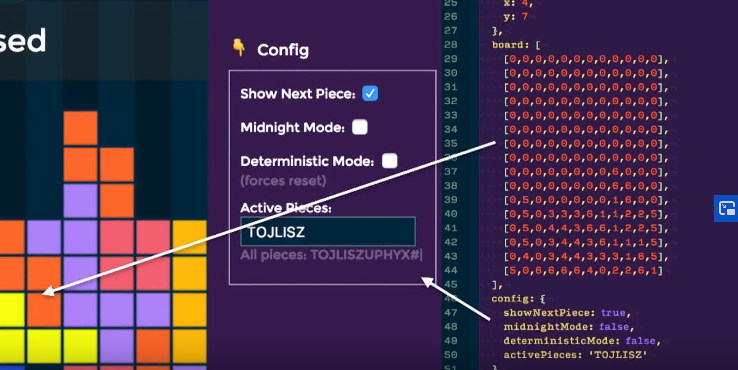 sed
👇 Config
Show Next Piece:
Midnight Mode:
Deterministic Mode:
(forces reset)
Active Pieces:
TOJLISZ
All pieces: TOJLISZUPHYX#|
25 x: 4,
26 y: 7
27 },
28 board: [
29 [0,0,0,0,0,0,0,0,0,0,0,0],
30 [0,0,0,0,0,0,0,0,0,0,0,0],
31 [0,0,0,0,0,0,0,0,0,0,0,0],
32 [0,0,0,0,0,0,0,0,0,0,0,0],
33 [0,0,0,0,0,0,0,0,0,0,0,0],
34 [0,0,0,0,0,0,0,0,0,0,0,0],
35 [0,0,0,0,0,0,0,0,0,0,0,0],
36 [0,0,0,0,0,0,0,0,0,0,0,0],
37 [0,0,0,0,0,0,0,0,6,0,0,0],
38 [0,0,0,0,0,0,0,0,6,6,0,0],
39 [0,5,0,0,0,0,0,0,1,6,0,0],
40 [0,5,0,3,3,3,6,1,1,2,2,5],
41 [0,5,0,4,4,3,6,6,1,2,2,5],
42 [0,5,0,3,4,4,3,6,1,1,1,5],
43 [0,4,0,3,4,4,3,3,3,1,6,5],
44 [5,0,6,6,6,6,4,0,2,2,6,1]
45 ],
46 config: {
47 showNextPiece: true,
48 midnightMode: false,
49 deterministicMode: false,
50 activePieces: 'TOJLISZ'
51 }